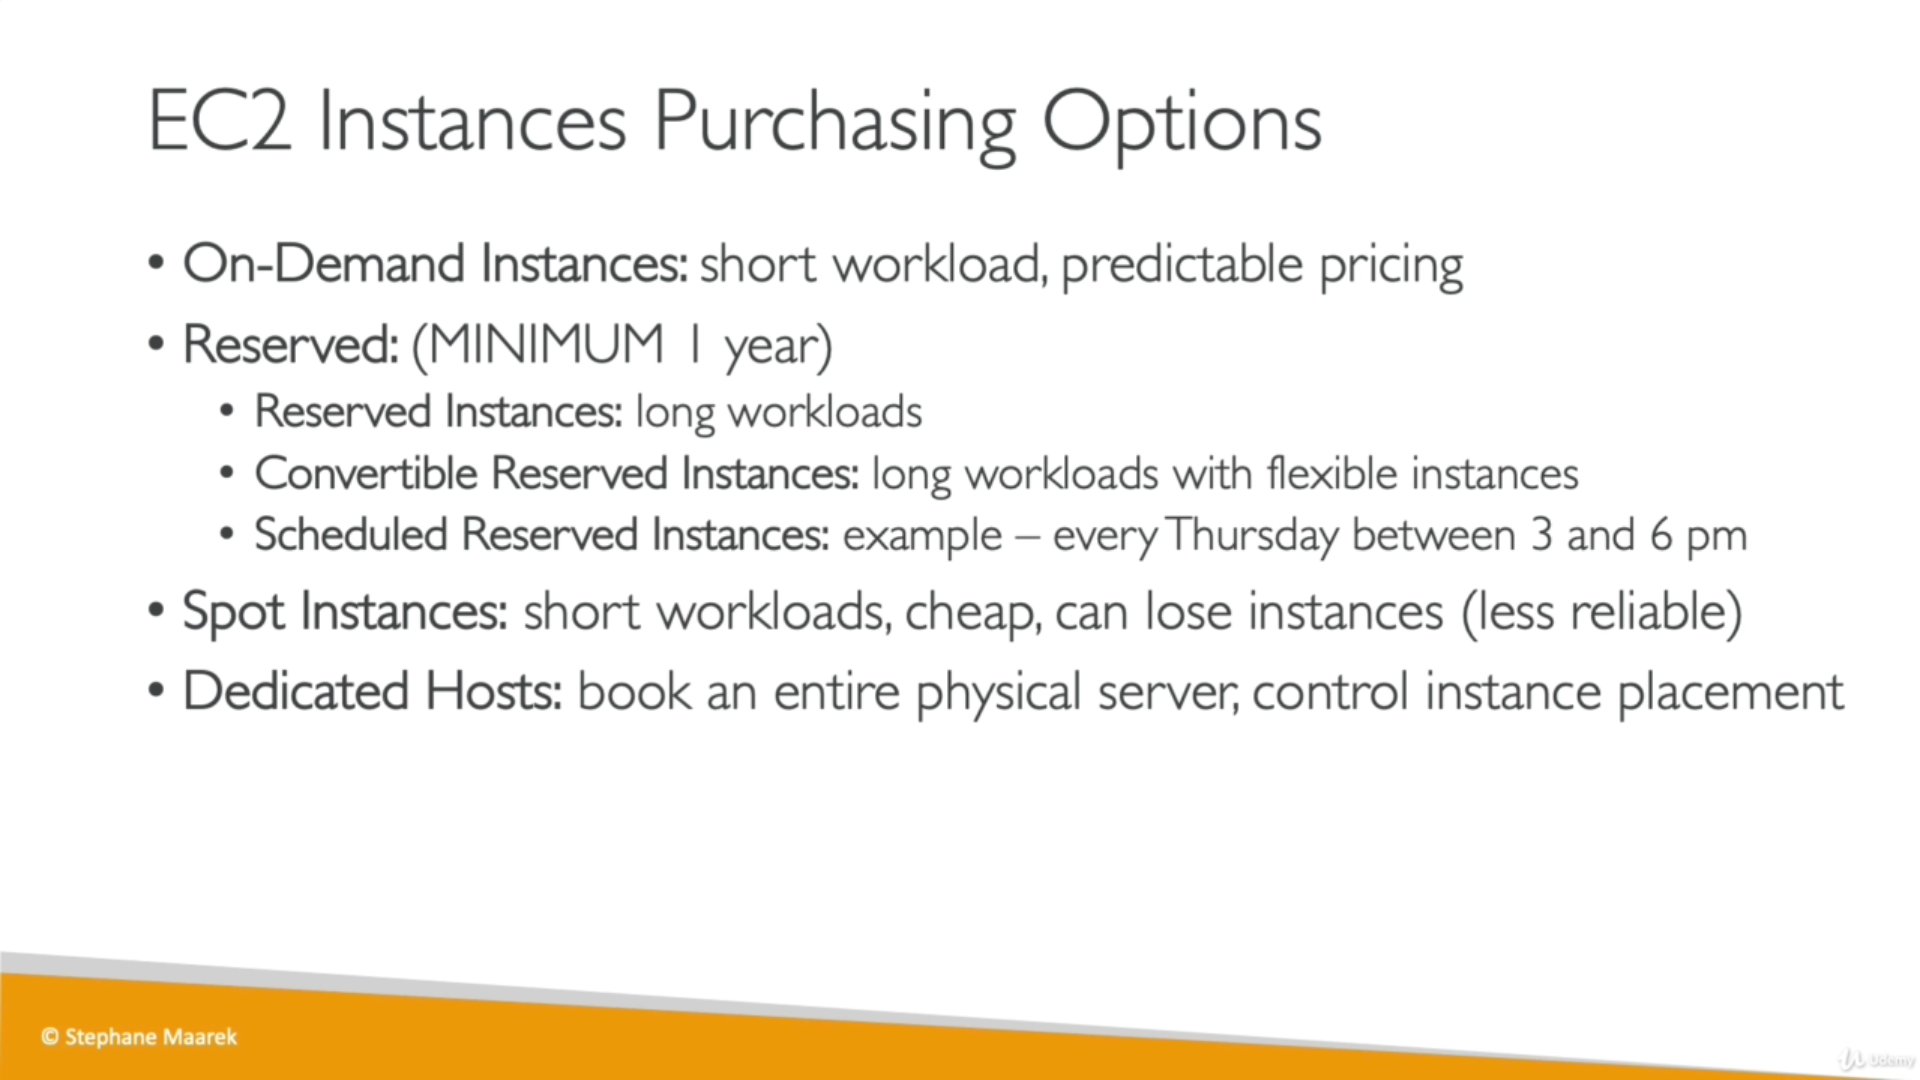 EC2 Instances Purchasing Options
• On-Demand Instances: short workload, predictable pricing
• Reserved: (MINIMUM 1 year)
• Reserved Instances: long workloads
• Convertible Reserved Instances: long workloads with flexible instances
• Scheduled Reserved Instances: example – every Thursday between 3 and 6 pm
• Spot Instances: short workloads, cheap, can lose instances (less reliable)
• Dedicated Hosts: book an entire physical server, control instance placement
© Stephane Maarek
Udemy